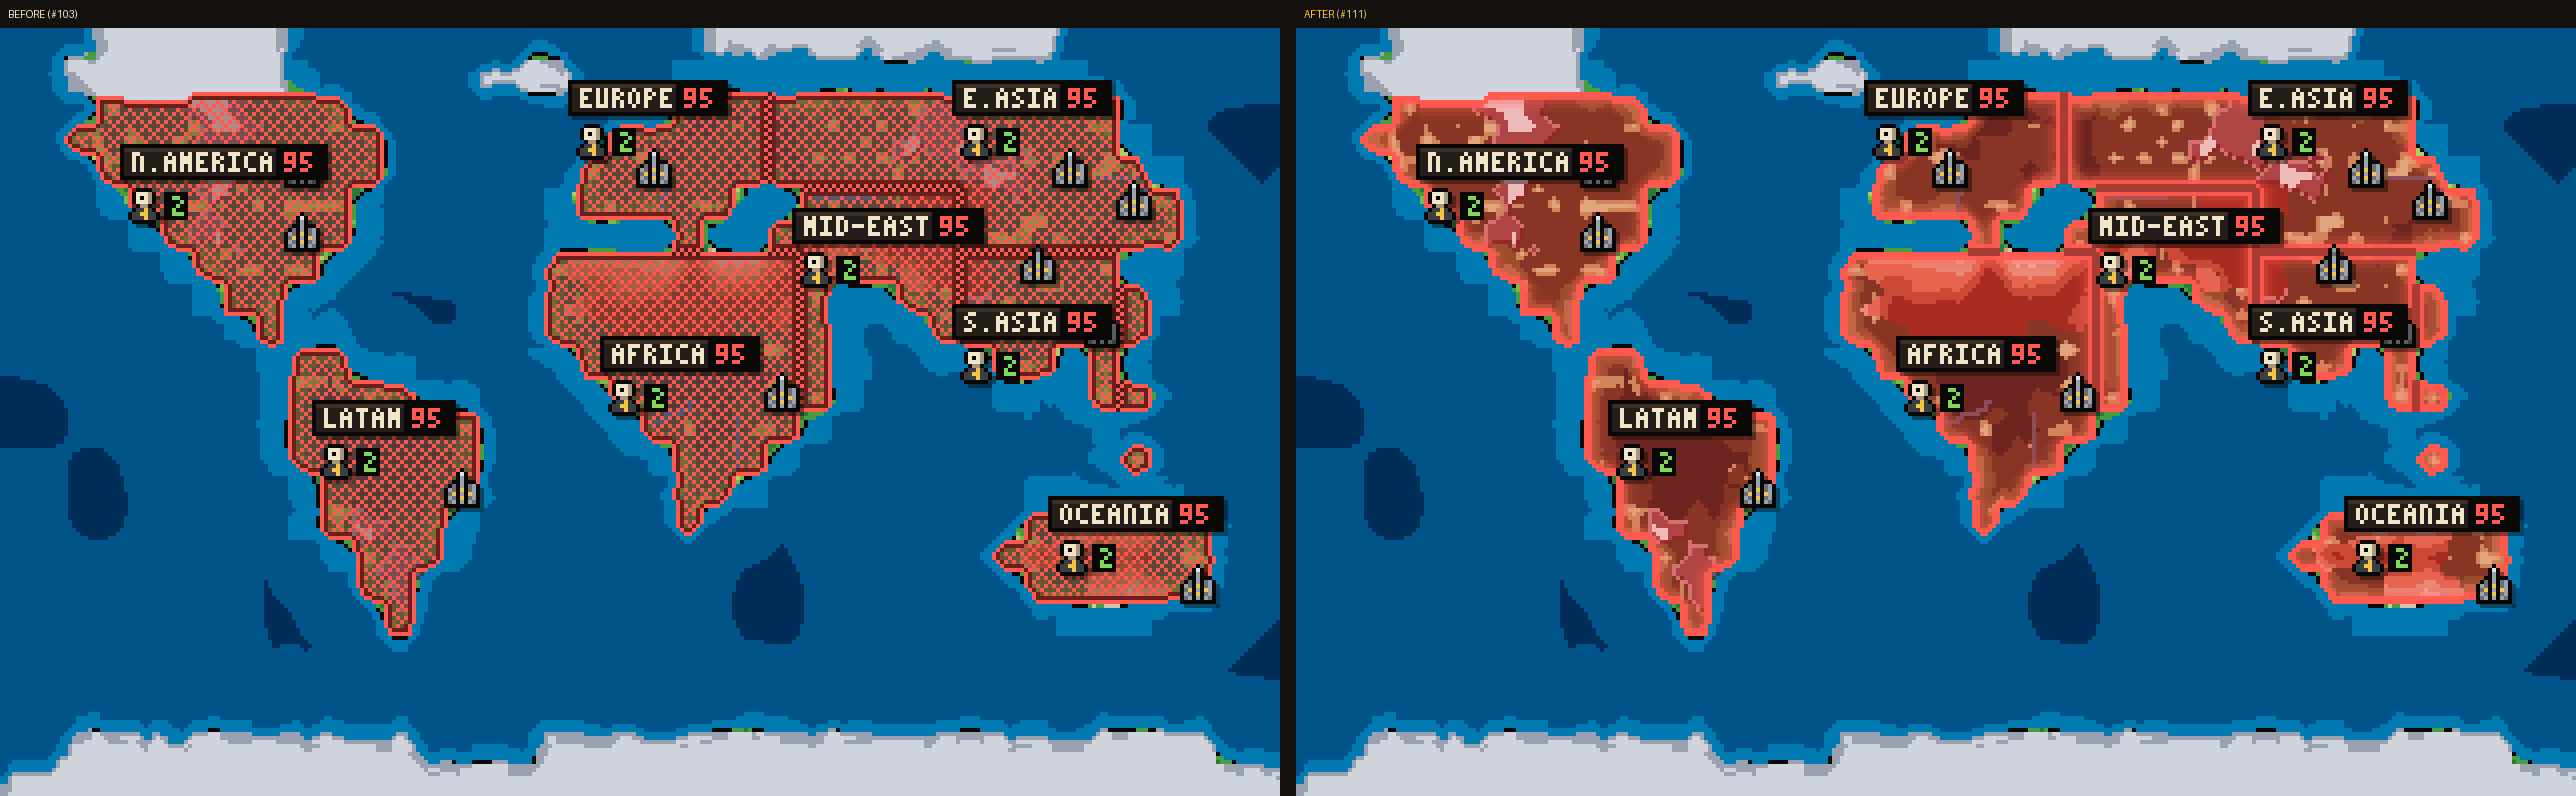 BEFORE (#103)
EUROPE 95
E.ASIA 95
2
2
N.AMERICA 95
2
MID-EAST 95
2
S.ASIA 95
AFRICA 95
2
2
LATAM 95
2
OCEANIA 95
2
AFTER (#111)
EUROPE 95
E.ASIA 95
2
2
N.AMERICA 95
2
MID-EAST 95
2
S.ASIA 95
AFRICA 95
2
2
LATAM 95
2
OCEANIA 95
2